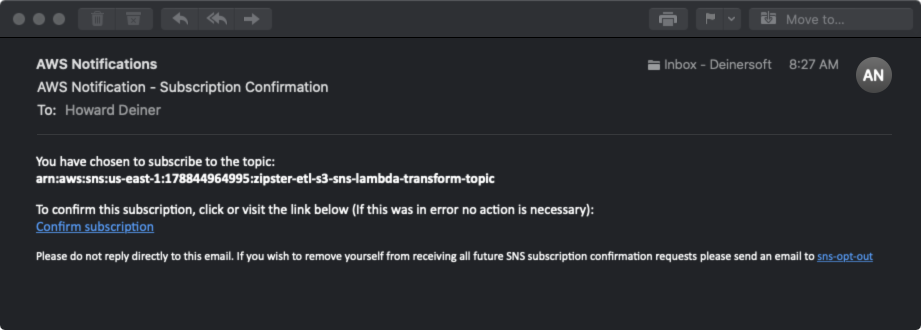 Move to...
AWS Notifications
Inbox - Deinersoft 8:27 AM
AN
AWS Notification - Subscription Confirmation
To: Howard Deiner
You have chosen to subscribe to the topic:
arn:aws:sns:us-east-1:178844964995:zipster-etl-s3-sns-lambda-transform-topic
To confirm this subscription, click or visit the link below (If this was in error no action is necessary):
Confirm subscription
Please do not reply directly to this email. If you wish to remove yourself from receiving all future SNS subscription confirmation requests please send an email to sns-opt-out